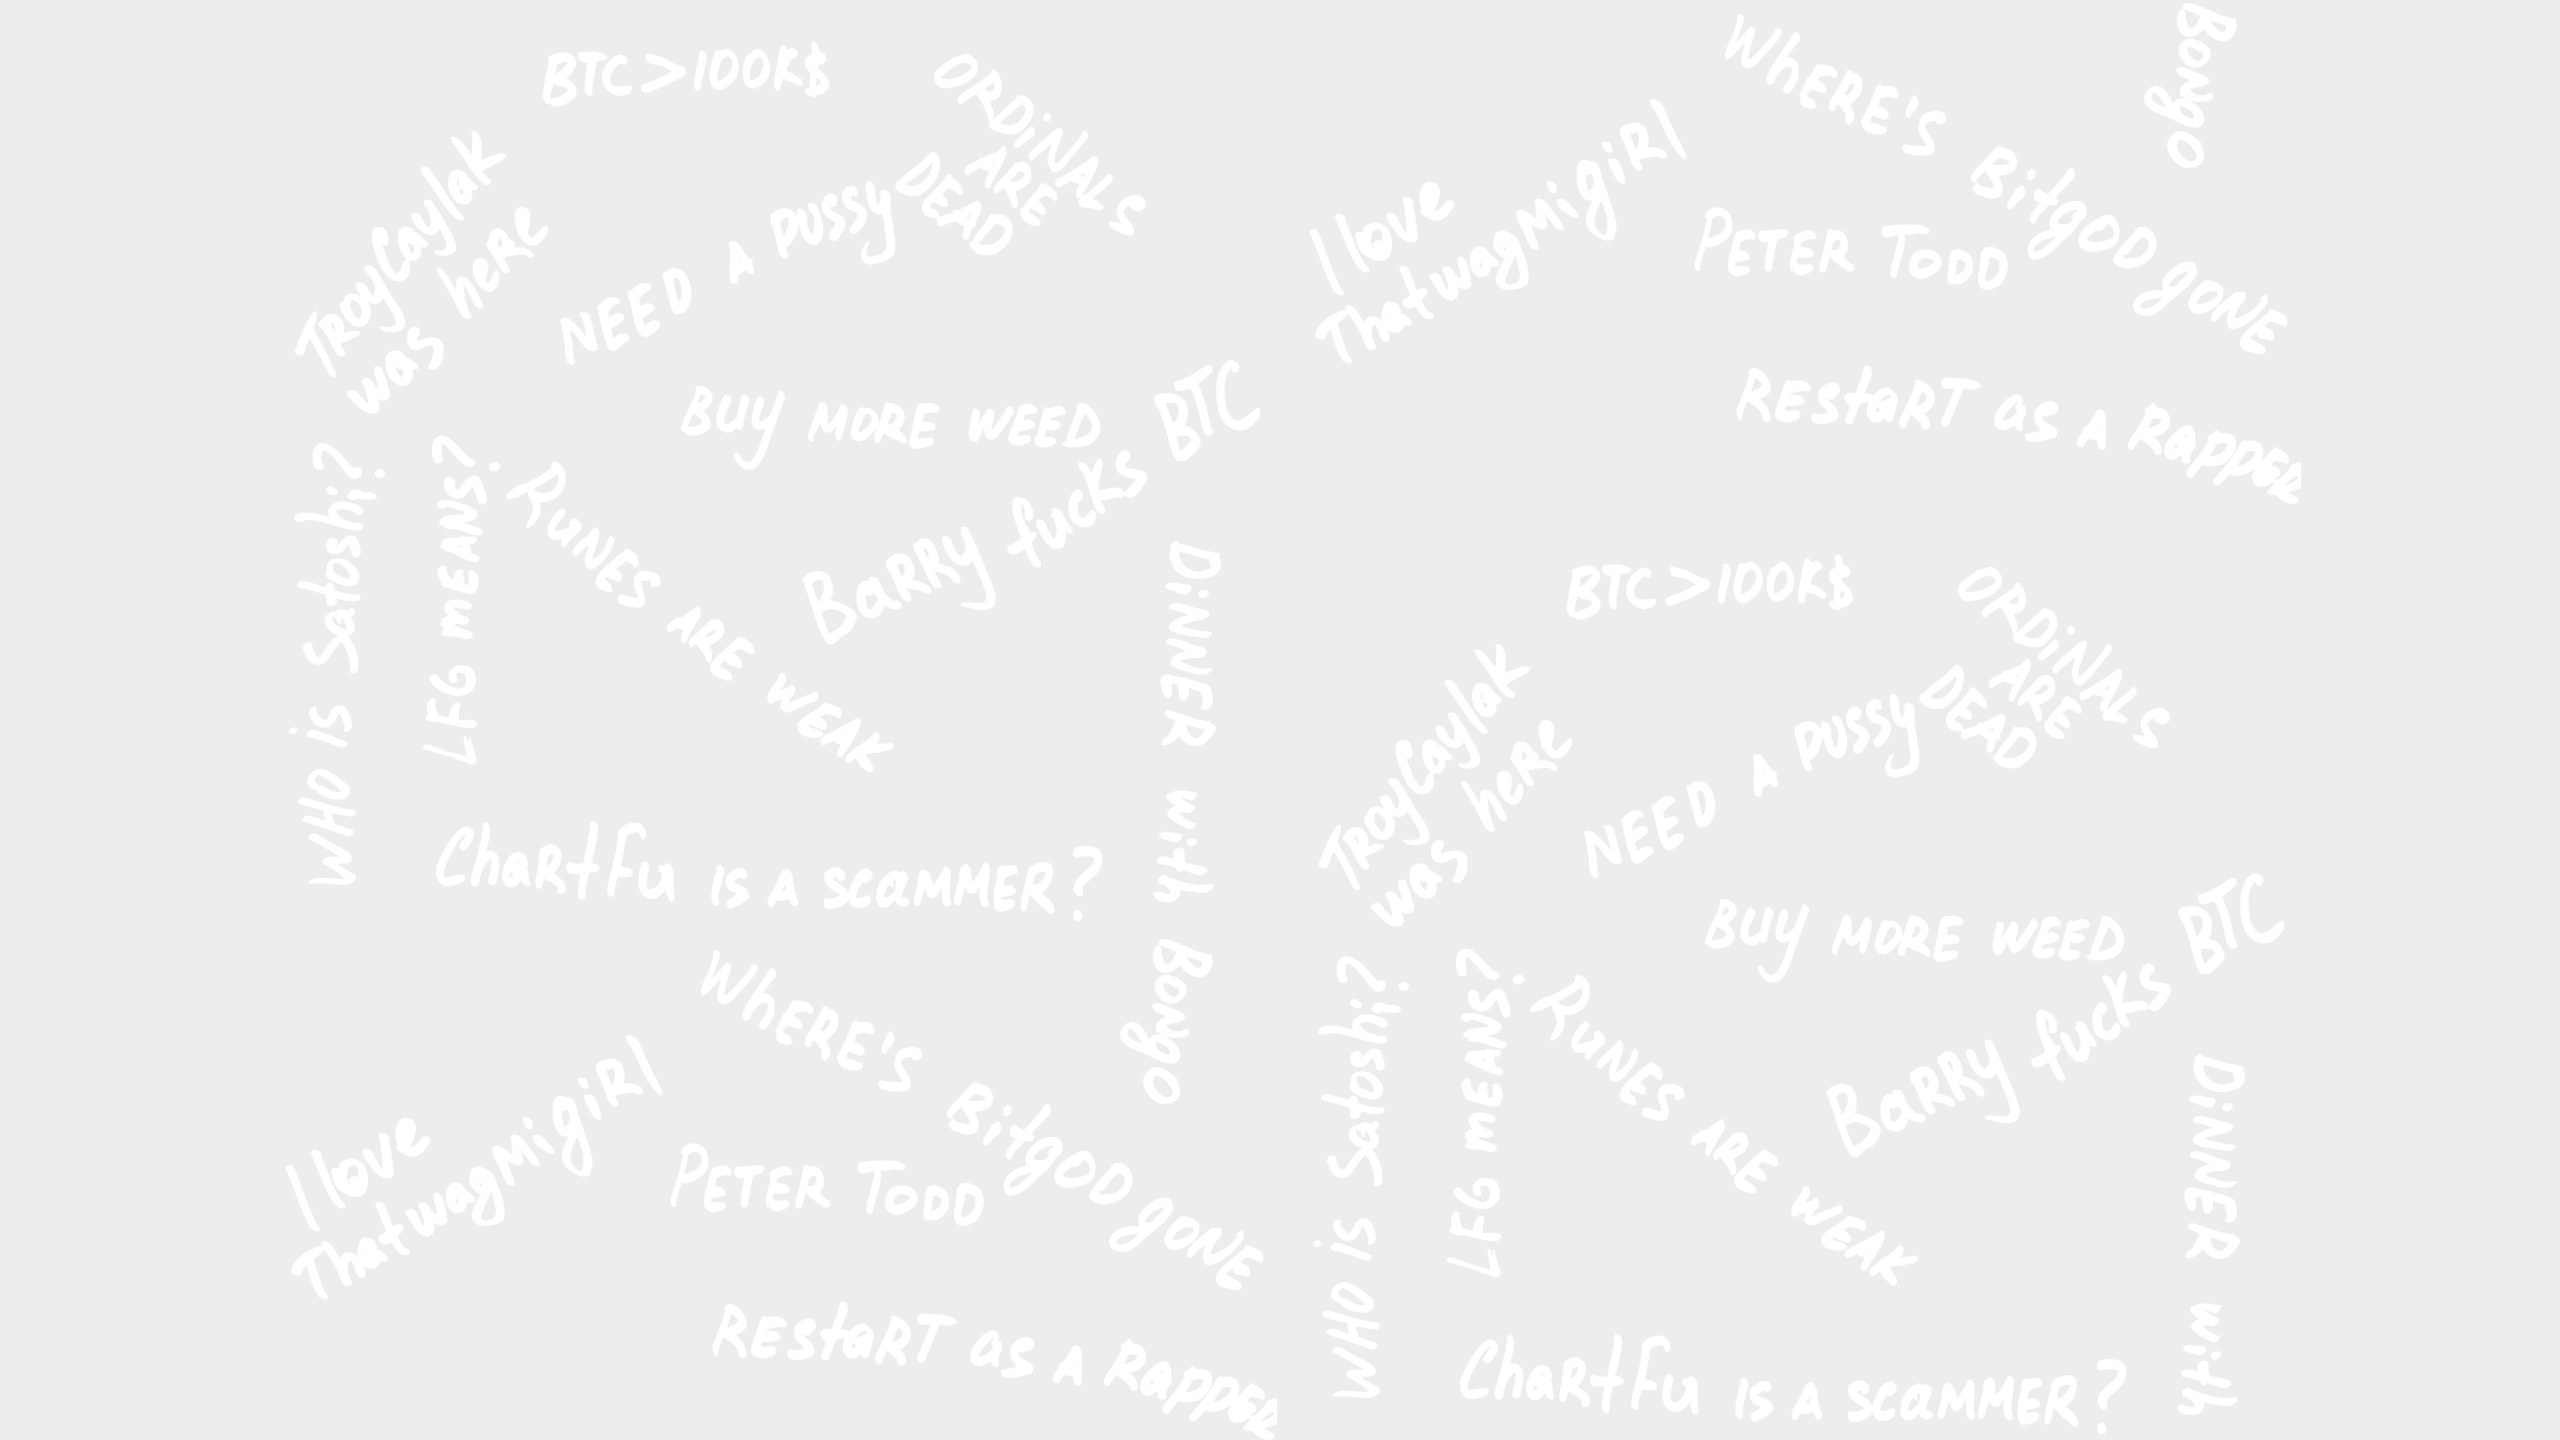 BTC>100K$
ORDiNALS
ARE
DEAD
TROyCaylak
was here
NEED A pussy
BUY MORE WEED
Barry fucks BTC
WHO is Satoshi?
LFG mEANS?
RuNES ARE WEAK
DiNNER with Bongo
ChaRtFu IS A scaMMER?
WhERE'S BitgOD gONE
I love
Thatwagmigirl
PETER TODD
REStaRT as A RappER
WhERE'S BitgOD gONE
Bongo
I love
Thatwagmigirl
PETER TODD
REStaRT as A RappER
BTC>100K$
ORDiNALS
ARE
DEAD
TROyCaylak
was here
NEED A pussy
BUY MORE WEED
Barry fucks BTC
WHO is Satoshi?
LFG mEANS?
RuNES ARE WEAK
DiNNER with
ChaRtFu IS A scaMMER?